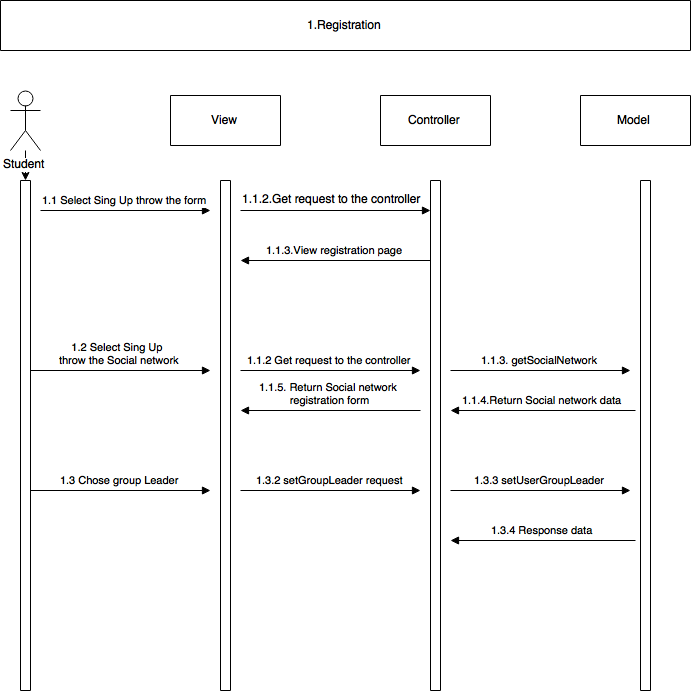 1.Registration
View
Controller
Model
Student
1.1 Select Sing Up throw the form
1.1.2.Get request to the controller
1.1.3.View registration page
1.2 Select Sing Up
throw the Social network
1.1.2 Get request to the controller
1.1.3. getSocialNetwork
1.1.5. Return Social network
registration form
1.1.4.Return Social network data
1.3 Chose group Leader
1.3.2 setGroupLeader request
1.3.3 setUserGroupLeader
1.3.4 Response data